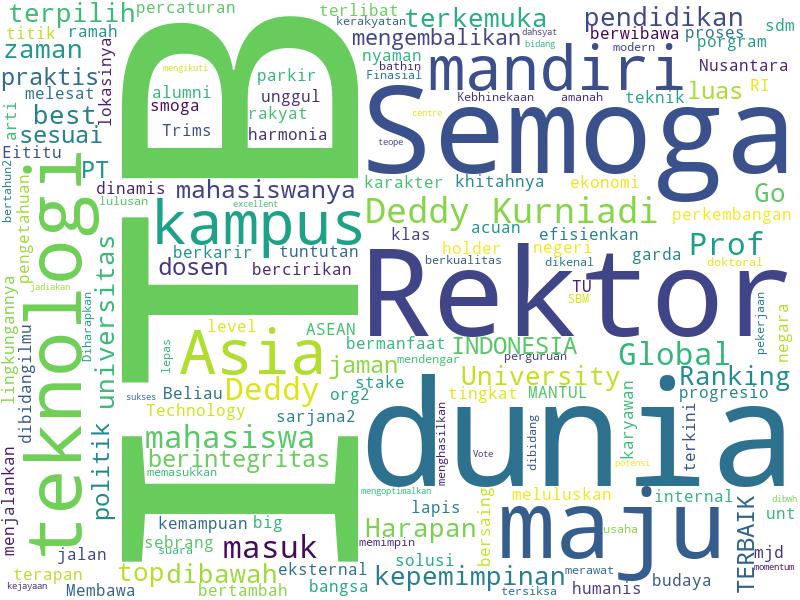 terpilih
percaturan
terlibat
terkemuka
pendidikan
sdm
titik
ramah
kerakyatan
mengembalikan
dahsyat
bidang
berwibawa
proses
zaman
lokasinya
mengikuti
nyaman
modern
porgram
praktis
parkir
bathin
Finasial
mandiri
Nusantara
melesat
alumni
unggul
Kebhinekaan
amanah
teknik
luas
RI
arti
best
smoga
rakyat
centre
sesuai
Trims
harmonia
teope
Semoga
Eititu
PT
dinamis
mahasiswanya
karakter
khitahnya
ekonomi
Go
bertahun2
pengetahuan
lulusan
excellent
kampus
Deddy Kurniadi
perkembangan
teknologi
berkarir
tuntutan
klas
acuan
efisienkan
Prof
dosen
bercirikan
holder
negeri
garda
berkualitas
dikenal
doktoral
lingkungannya
jadiakan
Diharapkan
universitas
ITB
TU
SBM
Rektor
level
ASEAN
bermanfaat
INDONESIA
pekerjaan
negara
dibidangilmu
lepas
Asia
jaman
mendengar
perguruan
Global
sukses
Beliau
Deddy
org2
stake
University
Ranking
Technology
sarjana2
tingkat
MANTUL
progresio
politik
mahasiswa
menghasilkan
dibidang
karyawan
terkini
dunia
menjalankan
berintegritas
Vote
memasukkan
potensi
mengoptimalkan
meluluskan
internal
dibwh
kemampuan
big
lapis
bersaing
TERBAIK
unt
jalan
sebrang
suara
masuk
Harapan
memimpin
maju
usaha
mjd
terapan
top
dibawah
eksternal
solusi
kepemimpinan
merawat
momentum
kejayaan
Membawa
bertambah
bangsa
tersiksa
humanis
budaya